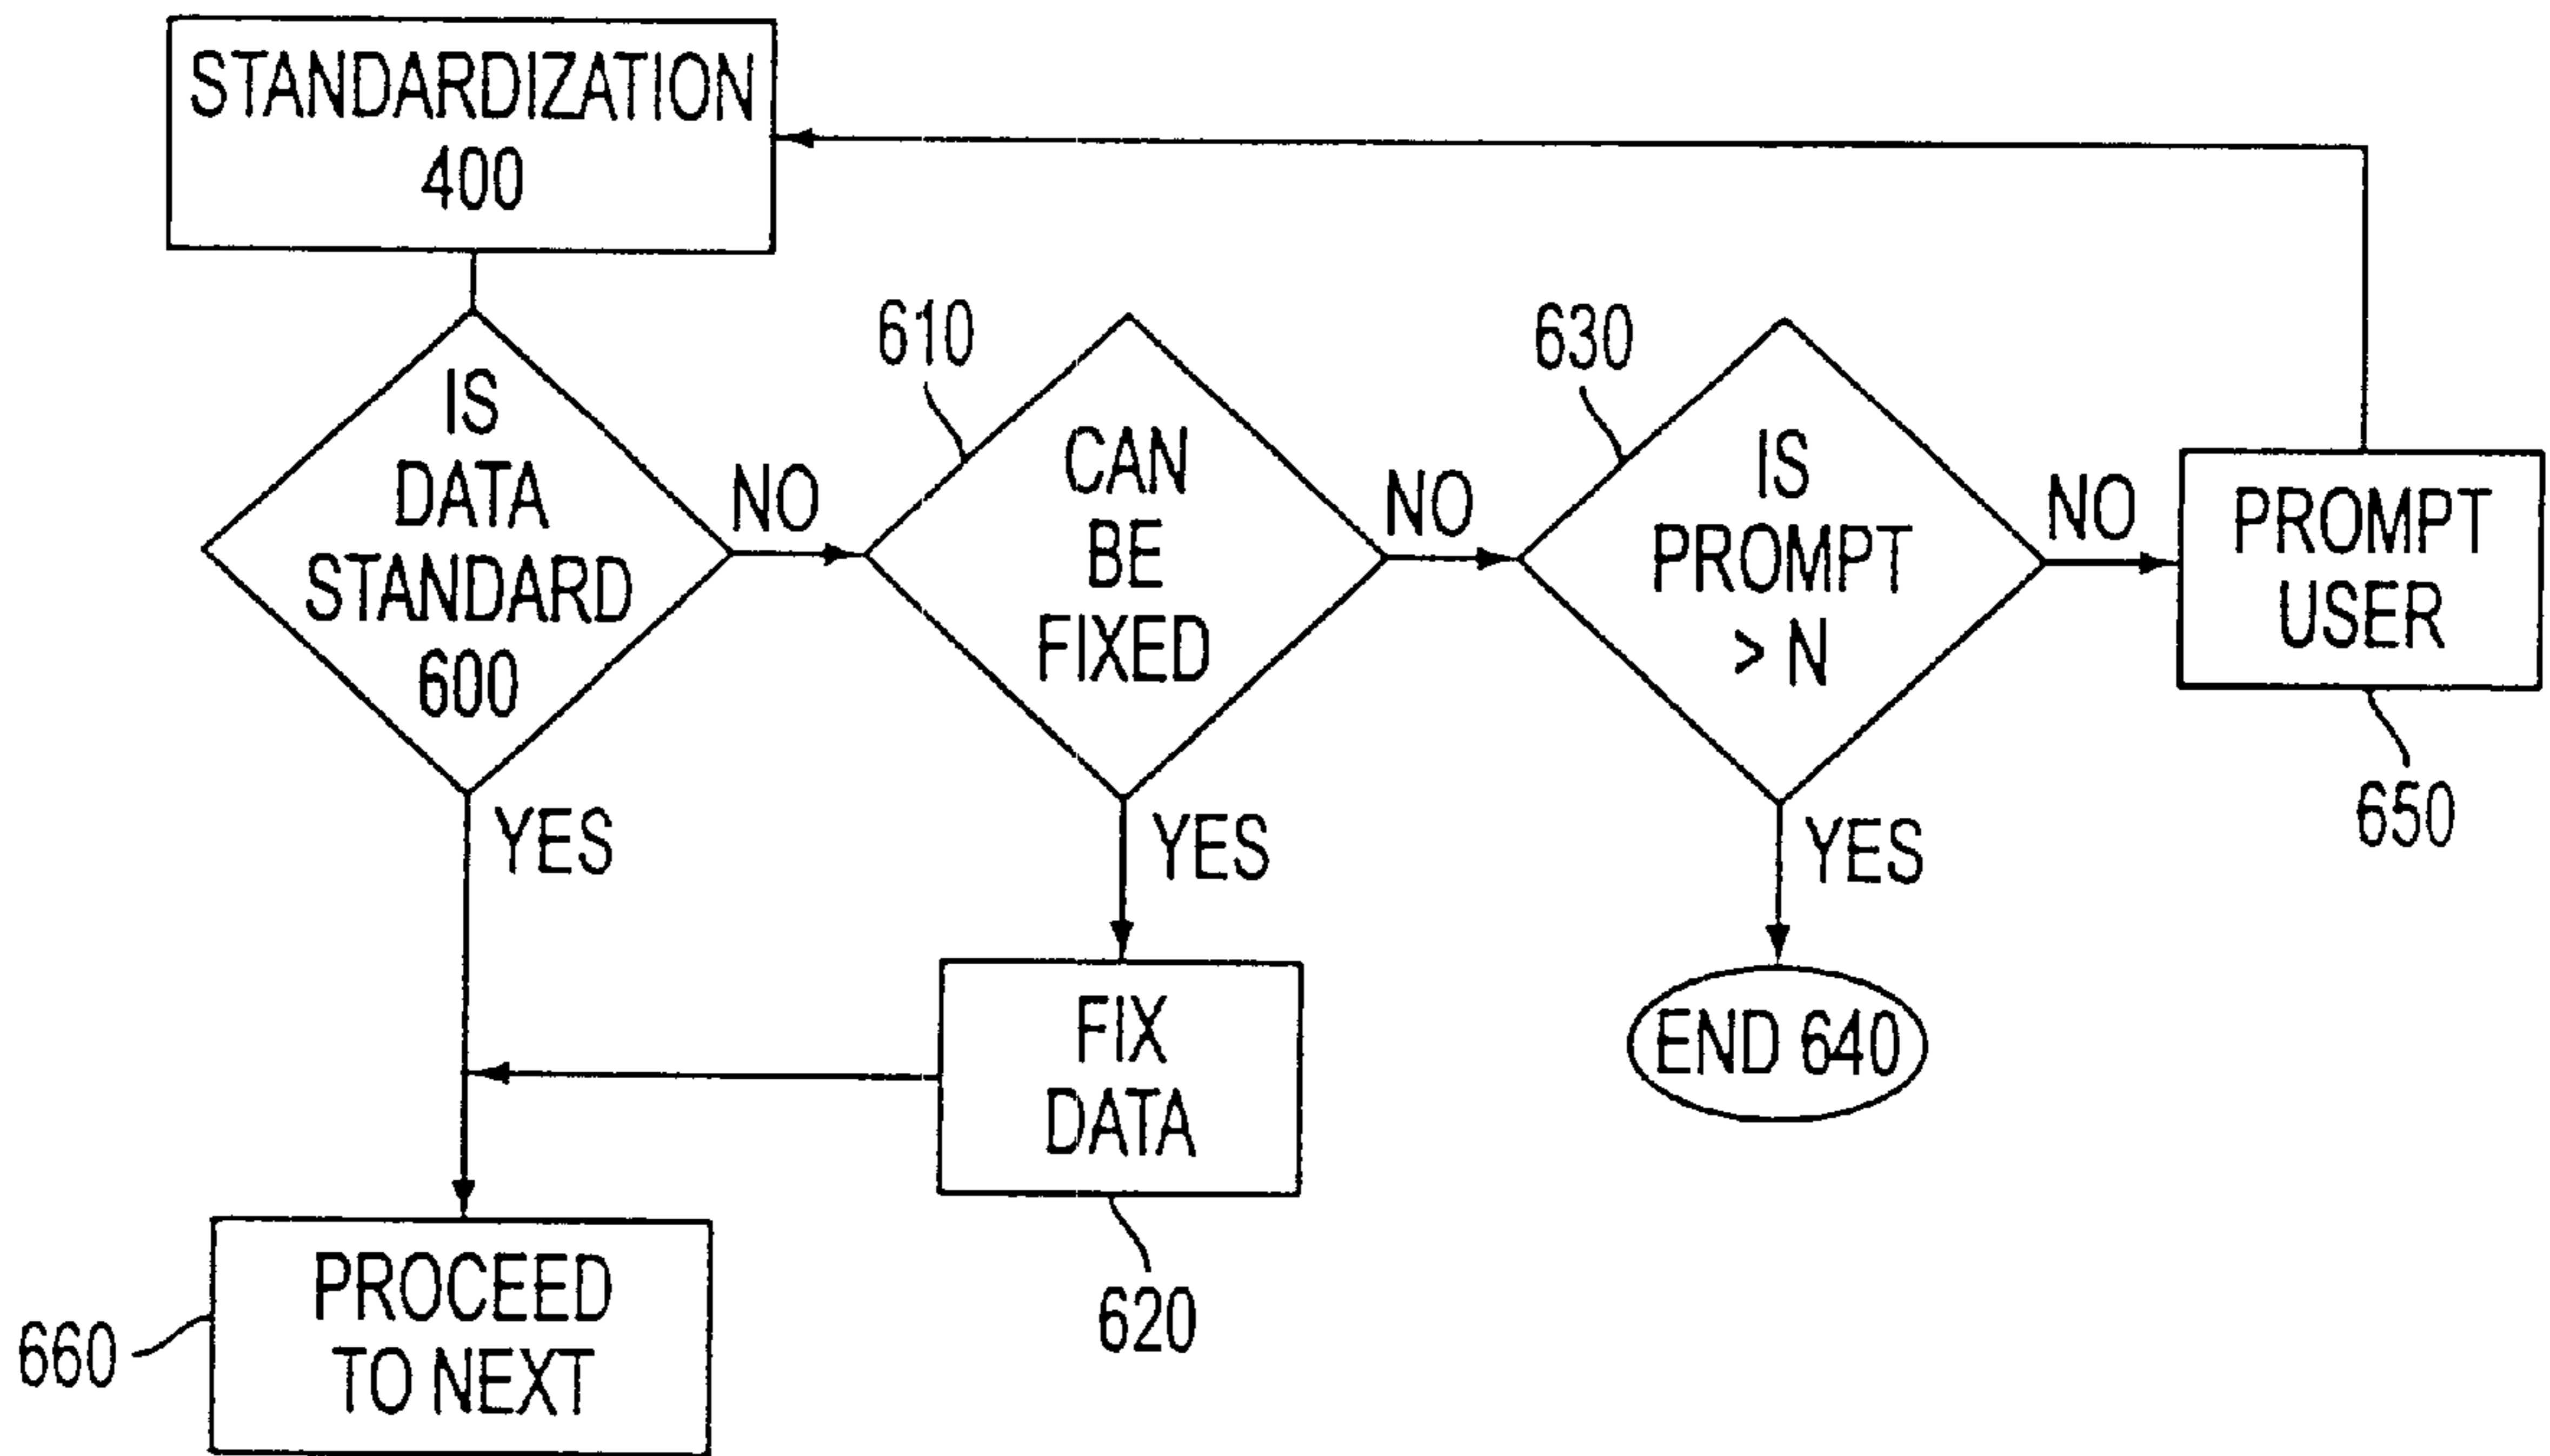 STANDARDIZATION
400
IS
DATA
STANDARD
600
NO
YES
610
CAN
BE
FIXED
NO
YES
630
IS
PROMPT
> N
NO
YES
PROMPT
USER
650
FIX
DATA
620
END 640
PROCEED
TO NEXT
660